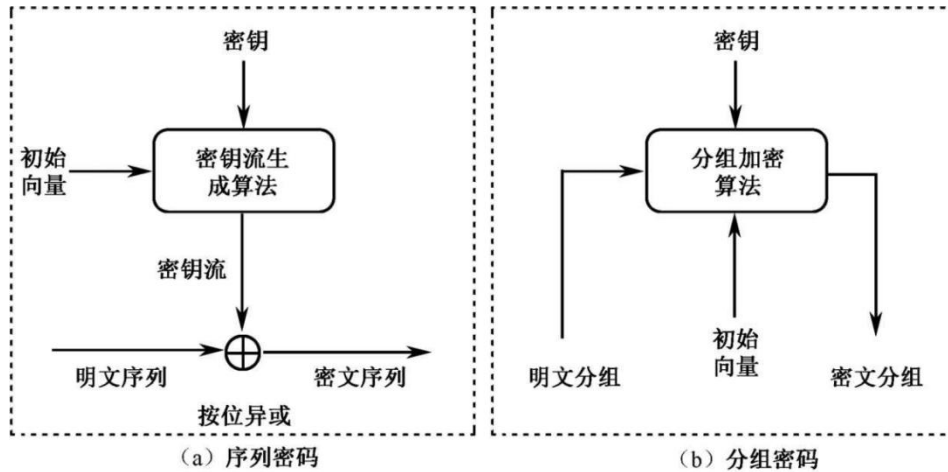 密钥
初始
向量
密钥流生
成算法
密钥流
明文序列
密文序列
按位异或
(a) 序列密码
密钥
分组加密
算法
明文分组
初始
向量
密文分组
(b) 分组密码